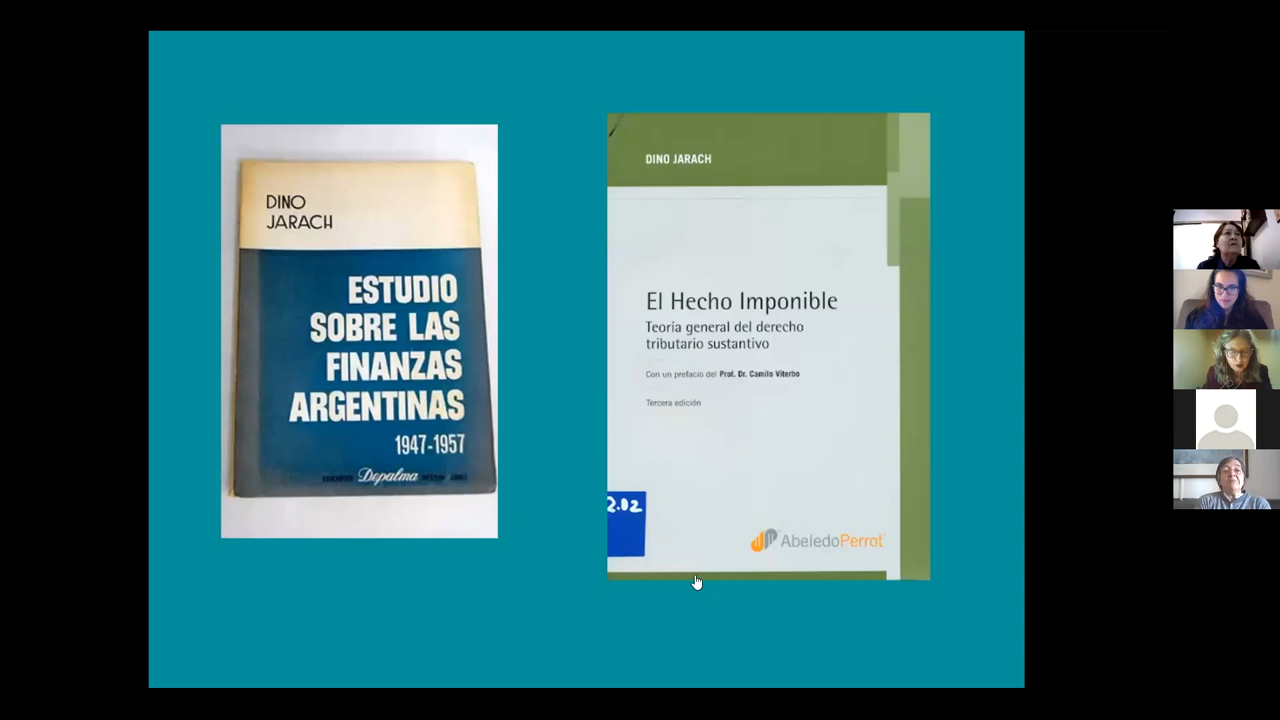 DINO
JARACH
ESTUDIO
SOBRE LAS
FINANZAS
ARGENTINAS
1947-1957
Depalma
DINO JARACH
El Hecho Imponible
Teoría general del derecho
tributario sustantivo
Con un prefacio del Prof. Dr. Camilo Viterbo
Tercera edición
2.02
AbeledoPerrot